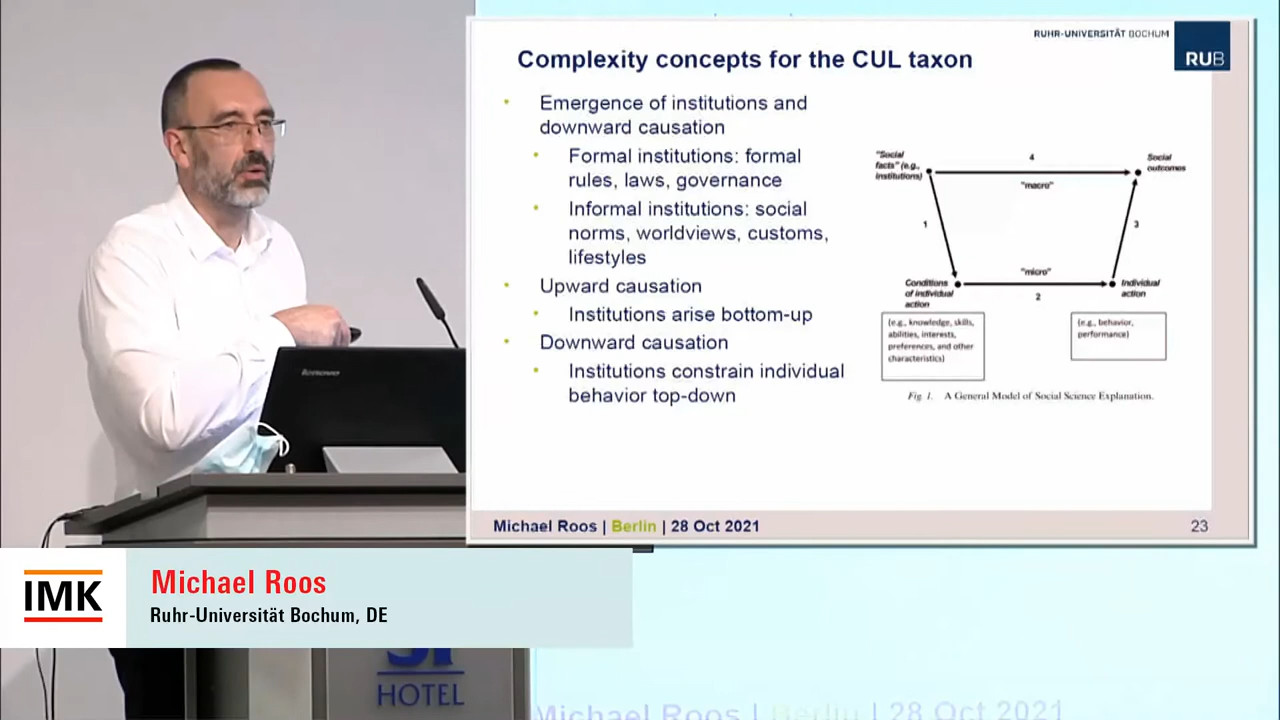 RUHR-UNIVERSITÄT BOCHUM
RUB
Complexity concepts for the CUL taxon
• Emergence of institutions and
downward causation
• Formal institutions: formal
rules, laws, governance
• Informal institutions: social
norms, worldviews, customs,
lifestyles
• Upward causation
• Institutions arise bottom-up
• Downward causation
• Institutions constrain individual
behavior top-down
"Social
facts" (e.g.,
institutions)
4
"macro"
Social
outcomes
1
3
Conditions
of individual
action
"micro"
2
Individual
action
(e.g., knowledge, skills,
abilities, interests,
preferences, and other
characteristics)
(e.g., behavior,
performance)
Fig 1. A General Model of Social Science Explanation.
Michael Roos | Berlin | 28 Oct 2021
23
lenovo
IMK
Michael Roos
Ruhr-Universität Bochum, DE
HOTEL
Michael Roos | Berlin | 28 Oct 2021